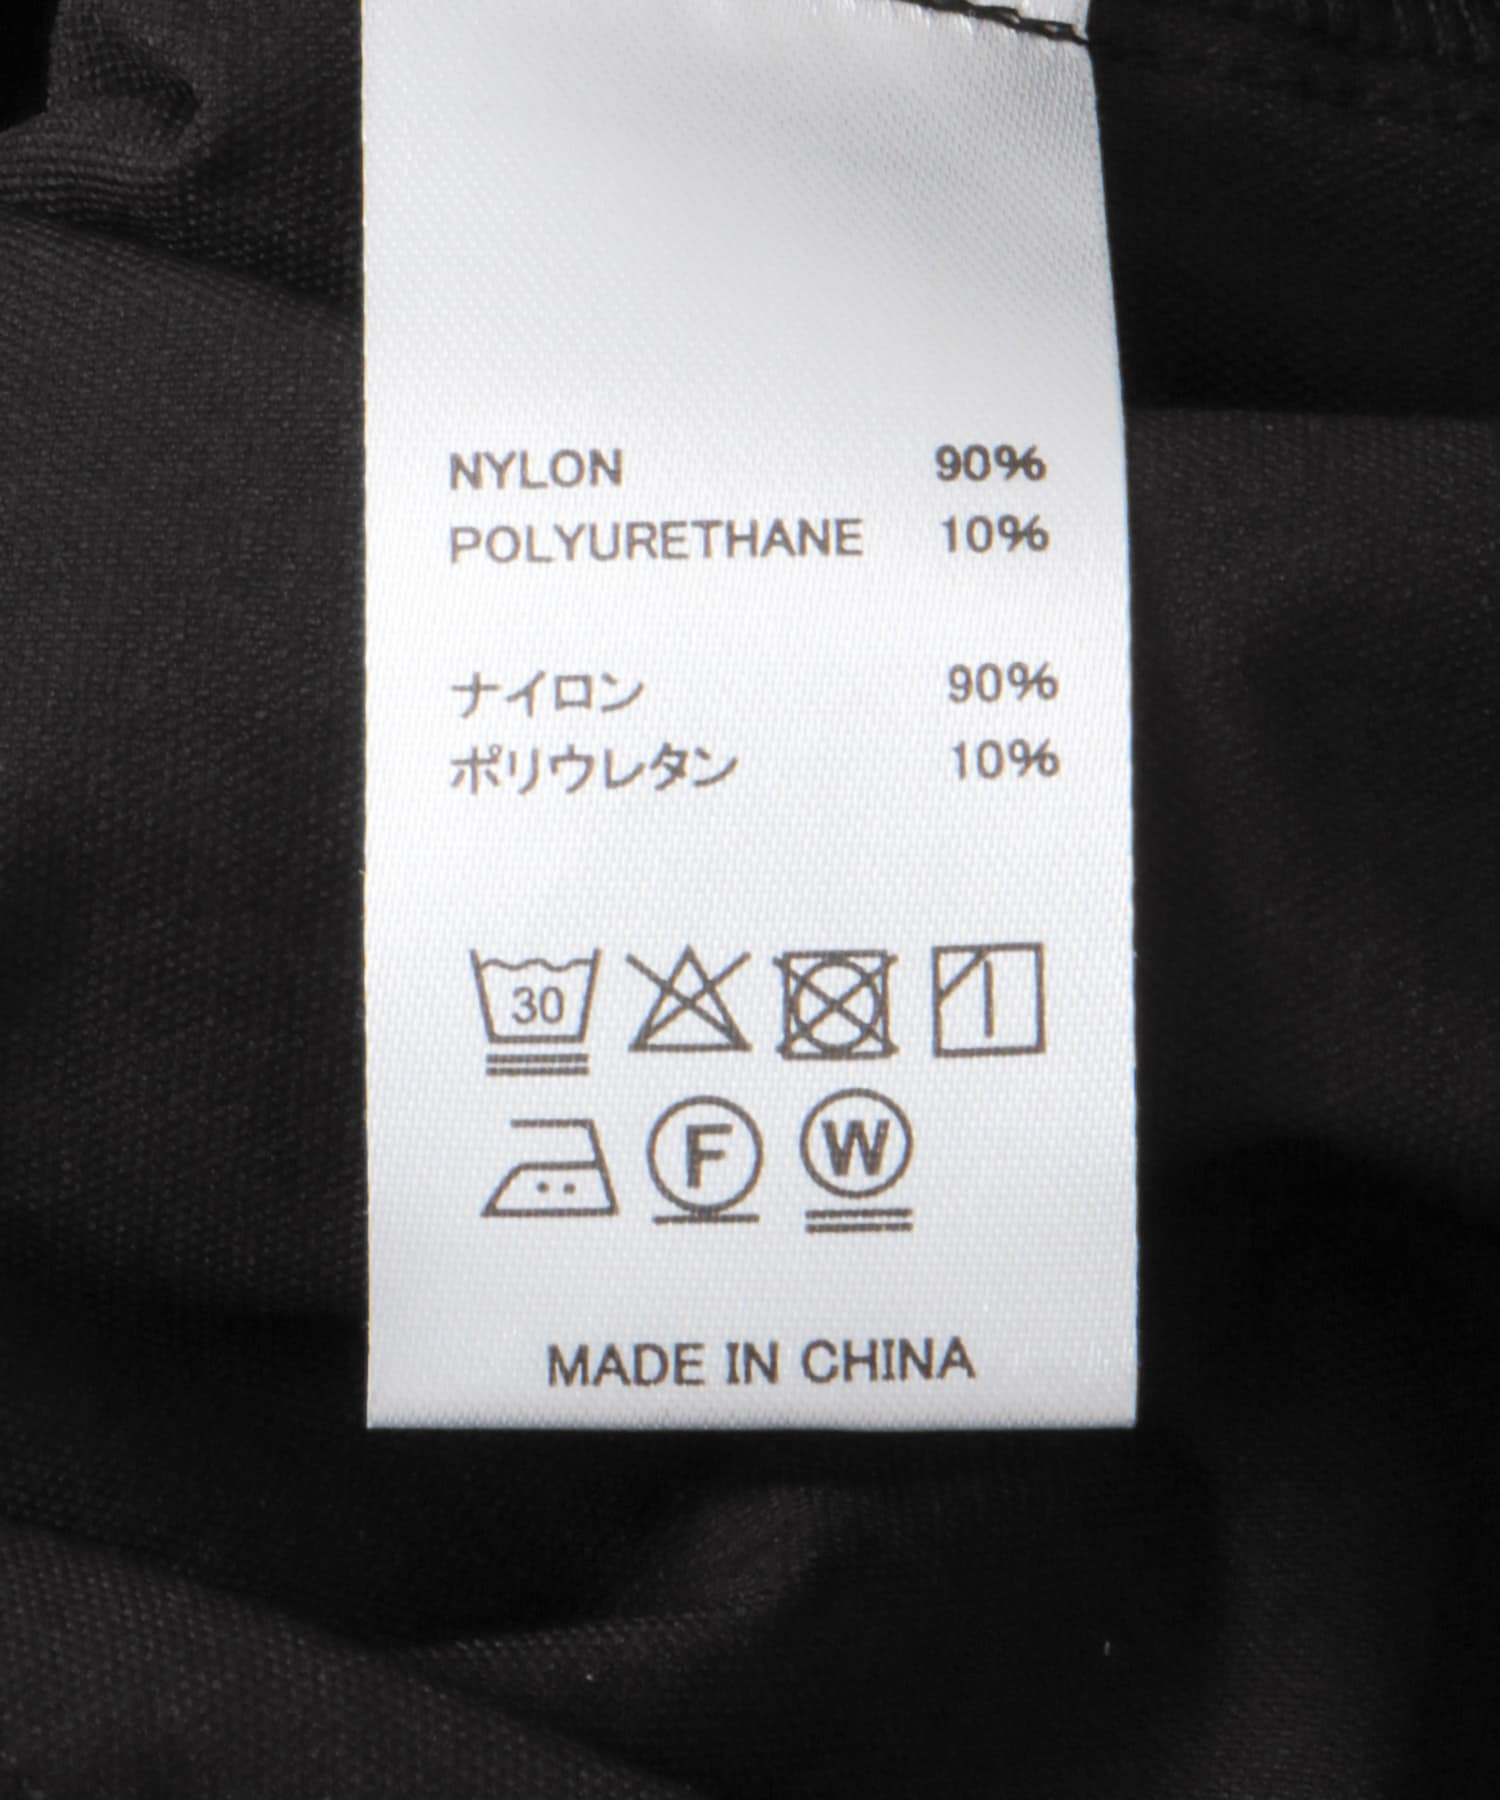 NYLON 90%
POLYURETHANE 10%
ナイロン 90%
ポリウレタン 10%
30
F W
MADE IN CHINA